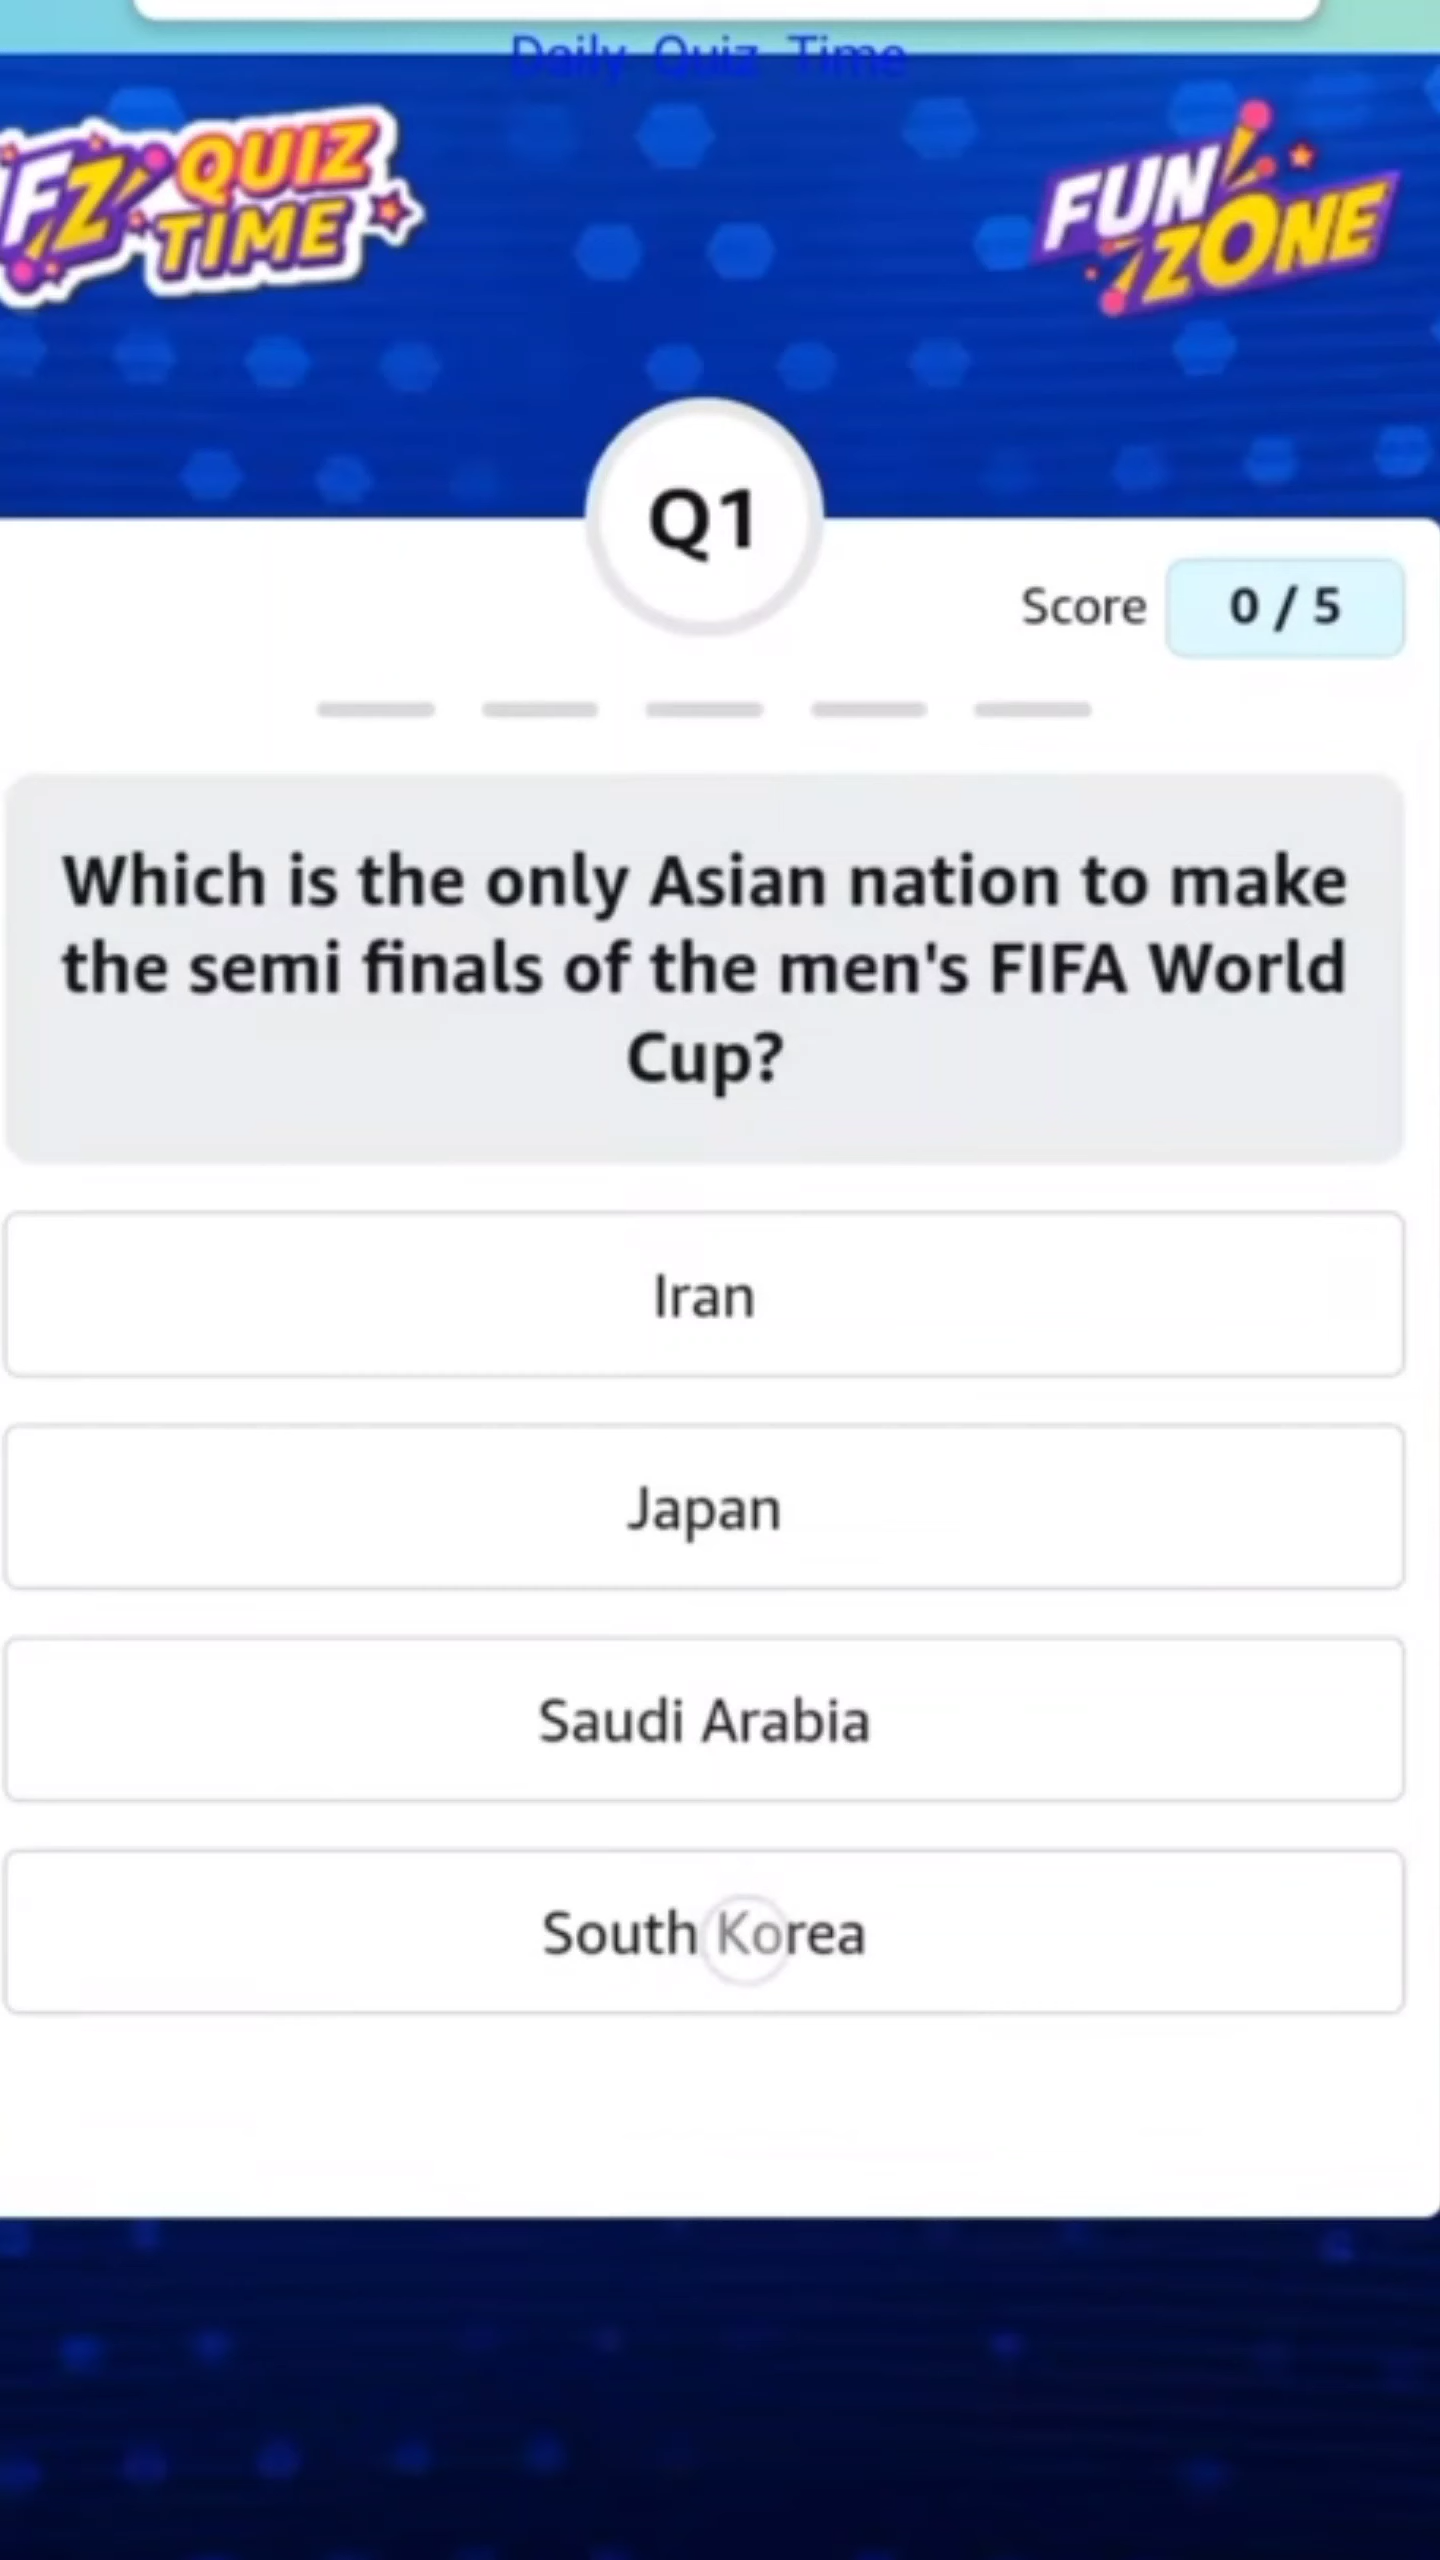 Daily Quiz Time
FZ QUIZ
TIME
FUN
ZONE
Q1
Score 0 / 5
Which is the only Asian nation to make
the semi finals of the men's FIFA World
Cup?
Iran
Japan
Saudi Arabia
South Korea